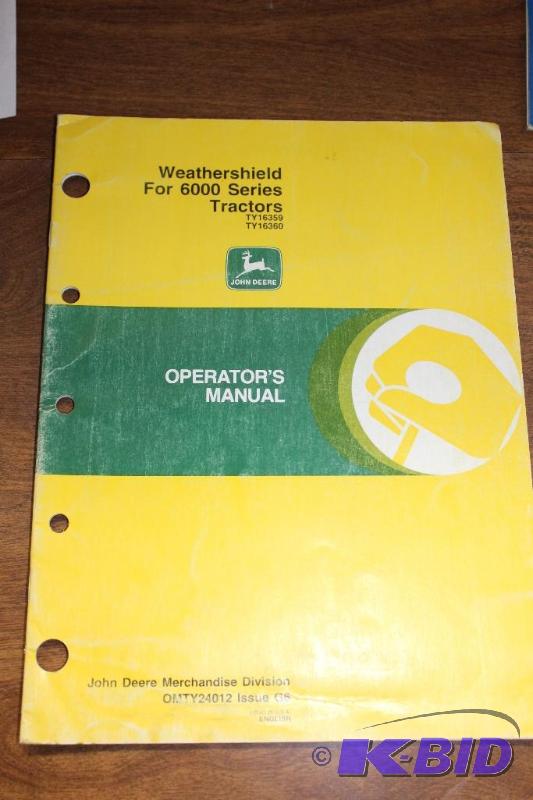 Weathershield
For 6000 Series
Tractors
TY16359
TY16360
JOHN DEERE
OPERATOR'S
MANUAL
John Deere Merchandise Division
OMTY24012 Issue G6
ENGLISH
© K-BID